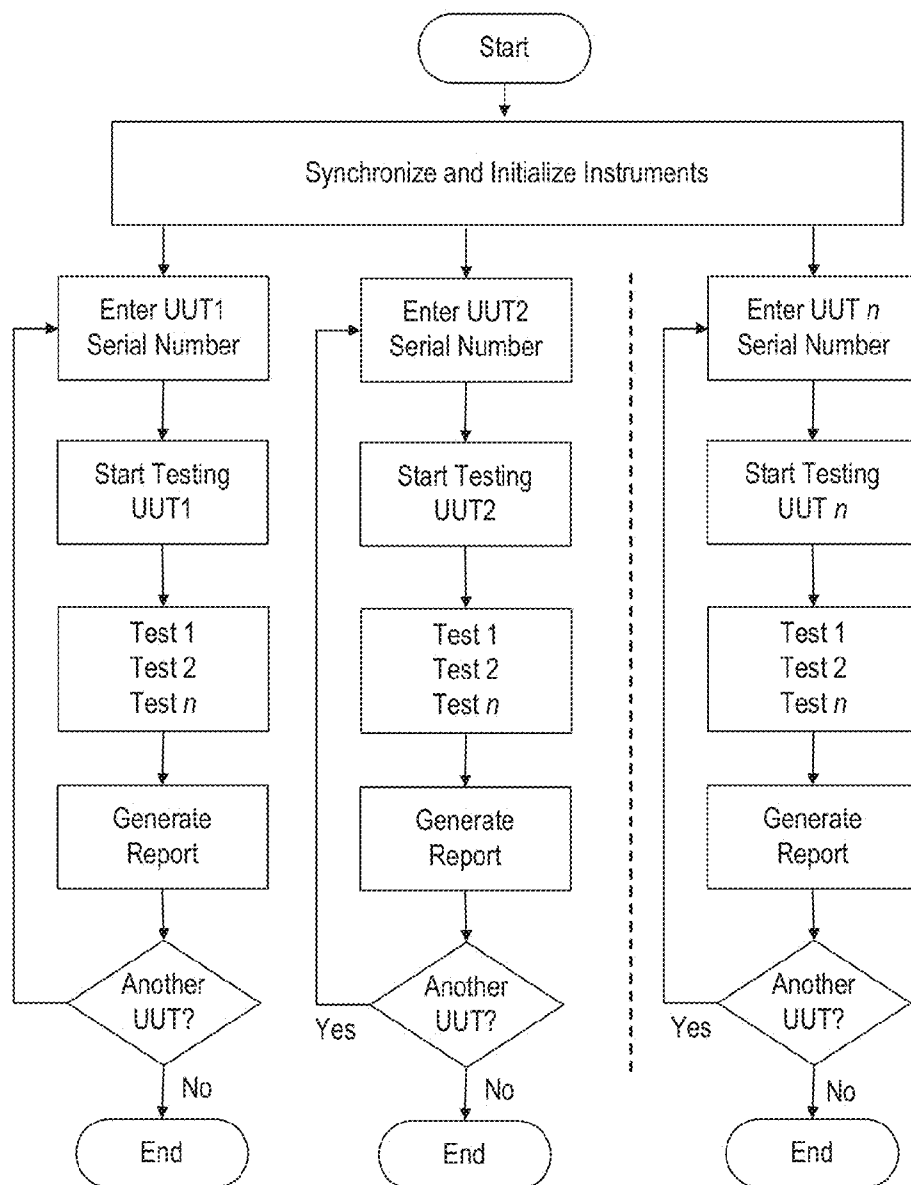 Start
Synchronize and Initialize Instruments
Enter UUT1
Serial Number
Start Testing
UUT1
Test 1
Test 2
Test n
Generate
Report
Another
UUT?
No
End
Enter UUT2
Serial Number
Start Testing
UUT2
Test 1
Test 2
Test n
Generate
Report
Another
UUT?
Yes
No
End
Enter UUT n
Serial Number
Start Testing
UUT n
Test 1
Test 2
Test n
Generate
Report
Another
UUT?
Yes
No
End